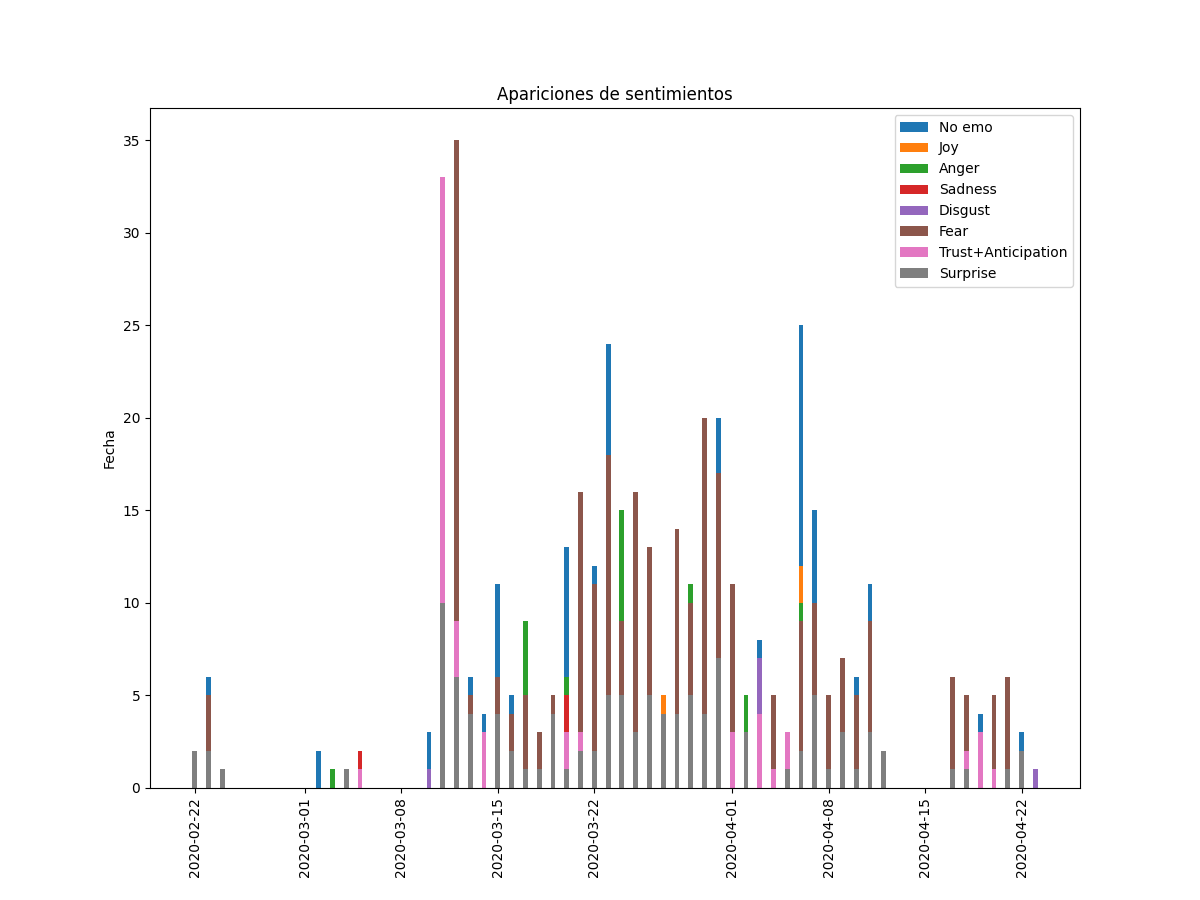 Apariciones de sentimientos
No emo
Joy
Anger
Sadness
Disgust
Fear
Trust+Anticipation
Surprise
Fecha
35
30
25
20
15
10
5
0
2020-02-22
2020-03-01
2020-03-08
2020-03-15
2020-03-22
2020-04-01
2020-04-08
2020-04-15
2020-04-22